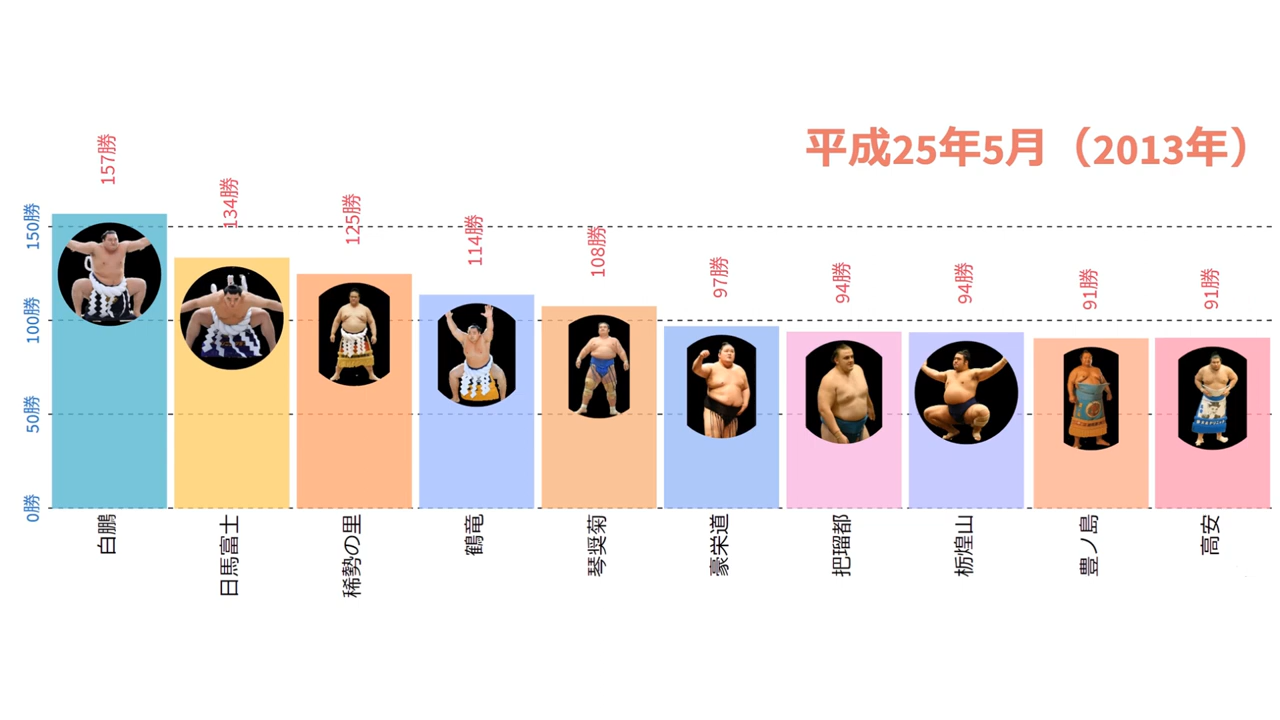 平成25年5月（2013年）
157勝
134勝
125勝
114勝
108勝
97勝
94勝
94勝
91勝
91勝
150勝
100勝
50勝
0勝
白鵬
日馬富士
稀勢の里
鶴竜
琴奨菊
豪栄道
把瑠都
栃煌山
豊ノ島
高安